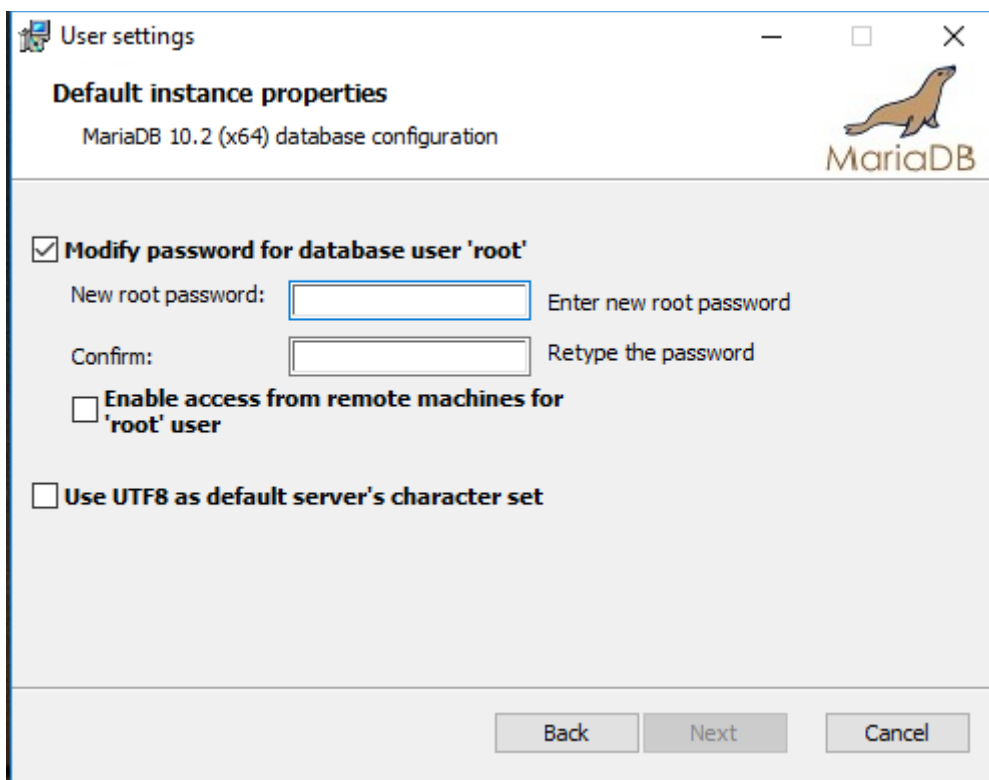 User settings
Default instance properties
MariaDB 10.2 (x64) database configuration
MariaDB
Modify password for database user 'root'
New root password:
Enter new root password
Confirm:
Retype the password
Enable access from remote machines for
'root' user
Use UTF8 as default server's character set
Back
Next
Cancel